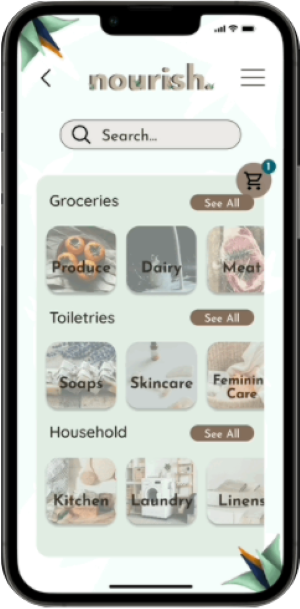 nourish.
Search...
1
Groceries
See All
Produce
Dairy
Meat
Toiletries
See All
Soaps
Skincare
Feminin
Care
Household
See All
Kitchen
Laundry
Linens